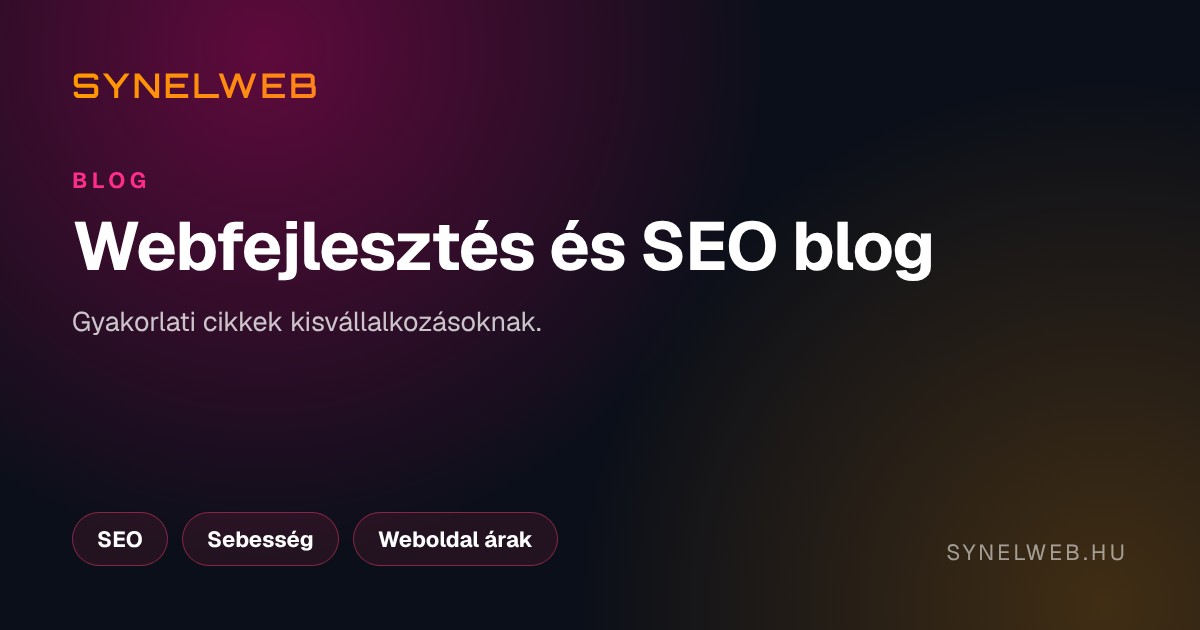 SYNELWEB
BLOG
Webfejlesztés és SEO blog
Gyakorlati cikkek kisvállalkozásoknak.
SEO
Sebesség
Weboldal árak
SYNELWEB.HU